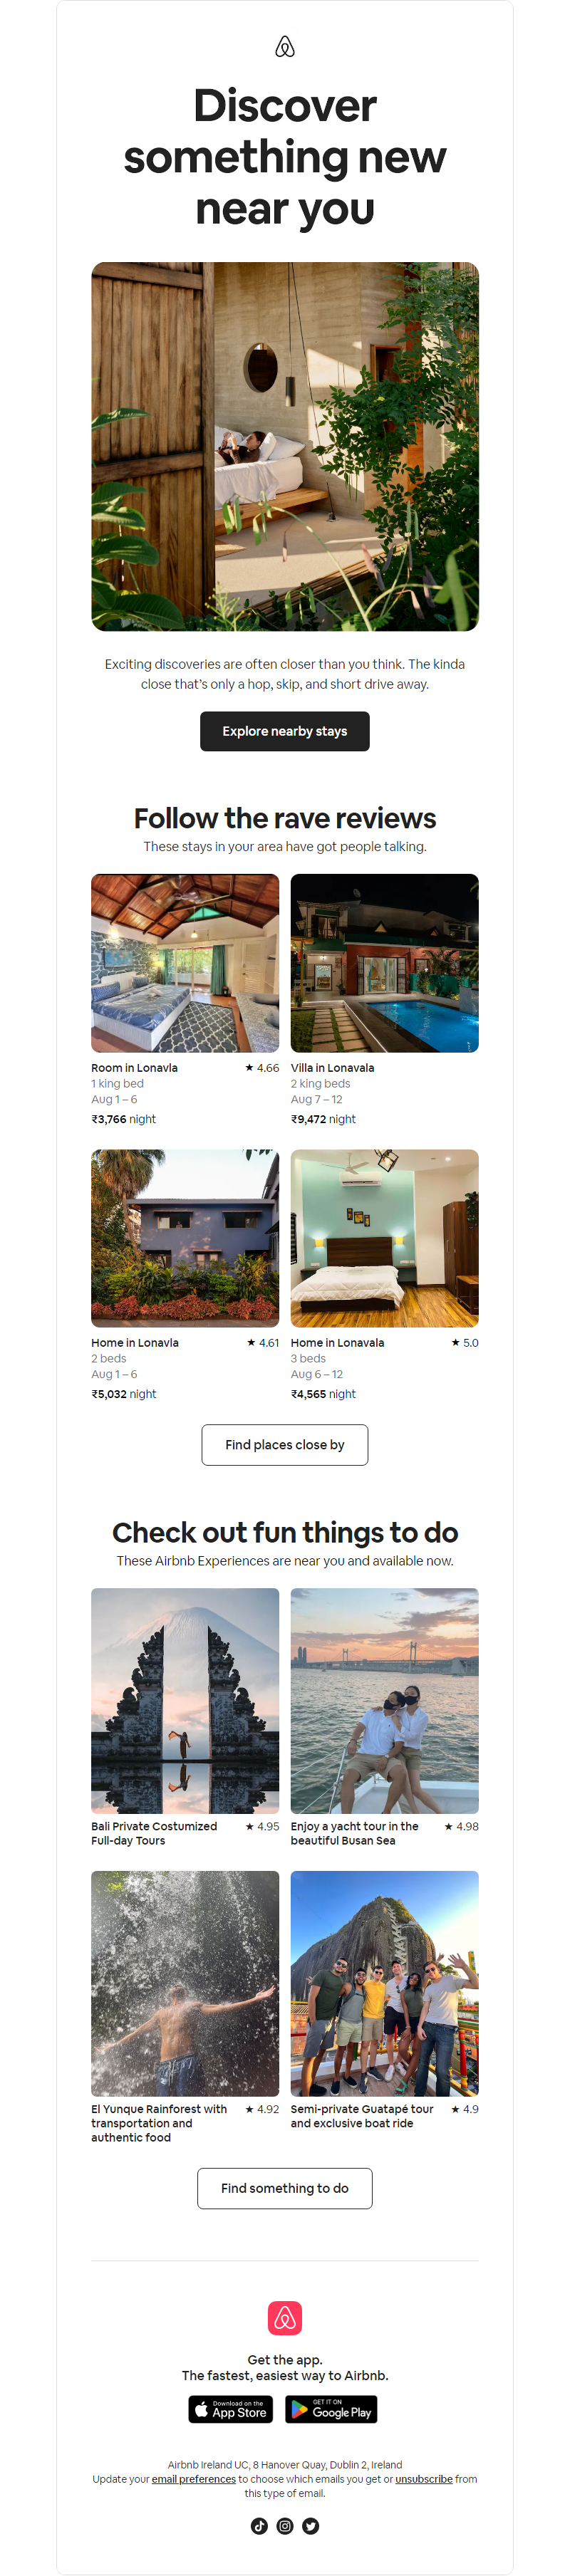 Discover
something new
near you
Exciting discoveries are often closer than you think. The kinda
close that’s only a hop, skip, and short drive away.
Explore nearby stays
Follow the rave reviews
These stays in your area have got people talking.
Room in Lonavla ★ 4.66
1 king bed
Aug 1 – 6
₹3,766 night
Villa in Lonavala
2 king beds
Aug 7 – 12
₹9,472 night
Home in Lonavla ★ 4.61
2 beds
Aug 1 – 6
₹5,032 night
Home in Lonavala ★ 5.0
3 beds
Aug 6 – 12
₹4,565 night
Find places close by
Check out fun things to do
These Airbnb Experiences are near you and available now.
Bali Private Costumized ★ 4.95
Full-day Tours
Enjoy a yacht tour in the ★ 4.98
beautiful Busan Sea
El Yunque Rainforest with ★ 4.92
transportation and
authentic food
Semi-private Guatapé tour ★ 4.9
and exclusive boat ride
Find something to do
Get the app.
The fastest, easiest way to Airbnb.
Download on the
App Store
GET IT ON
Google Play
Airbnb Ireland UC, 8 Hanover Quay, Dublin 2, Ireland
Update your email preferences to choose which emails you get or unsubscribe from
this type of email.